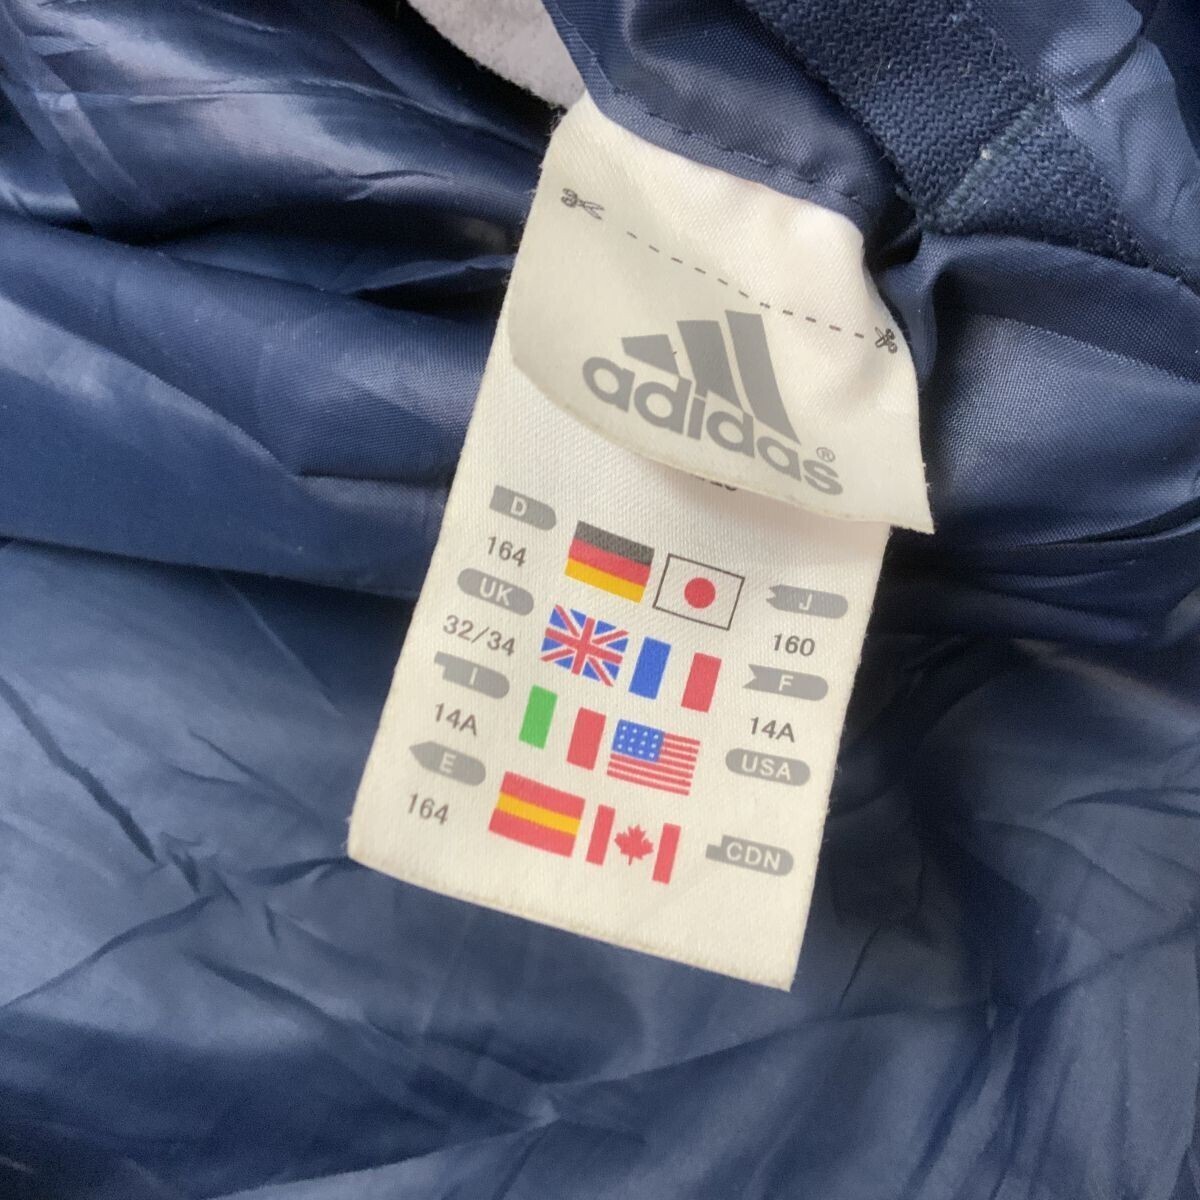 adidas®
D
164
J
160
UK
32/34
F
14A
I
14A
USA
E
164
CDN